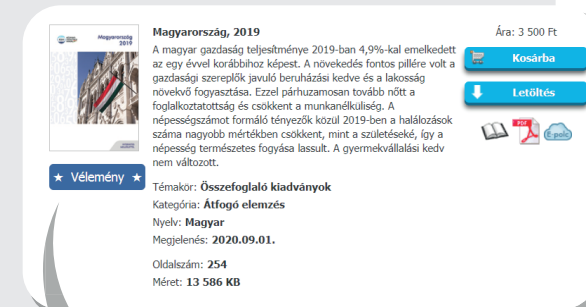 Magyarország
2019
Magyarország, 2019
A magyar gazdaság teljesítménye 2019-ban 4,9%-kal emelkedett
az egy évvel korábbihoz képest. A növekedés fontos pillére volt a
gazdasági szereplők javuló beruházási kedve és a lakosság
növekvő fogyasztása. Ezzel párhuzamosan tovább nőtt a
foglalkoztatottság és csökkent a munkanélküliség. A
népességszámot formáló tényezők közül 2019-ben a halálozások
száma nagyobb mértékben csökkent, mint a születéseké, így a
népesség természetes fogyása lassult. A gyermekvállalási kedv
nem változott.
Témakör: Összefoglaló kiadványok
Kategória: Átfogó elemzés
Nyelv: Magyar
Megjelenés: 2020.09.01.
Oldalszám: 254
Méret: 13 586 KB
★ Vélemény ★
Ára: 3 500 Ft
Kosárba
Letöltés
PDF
E-polc